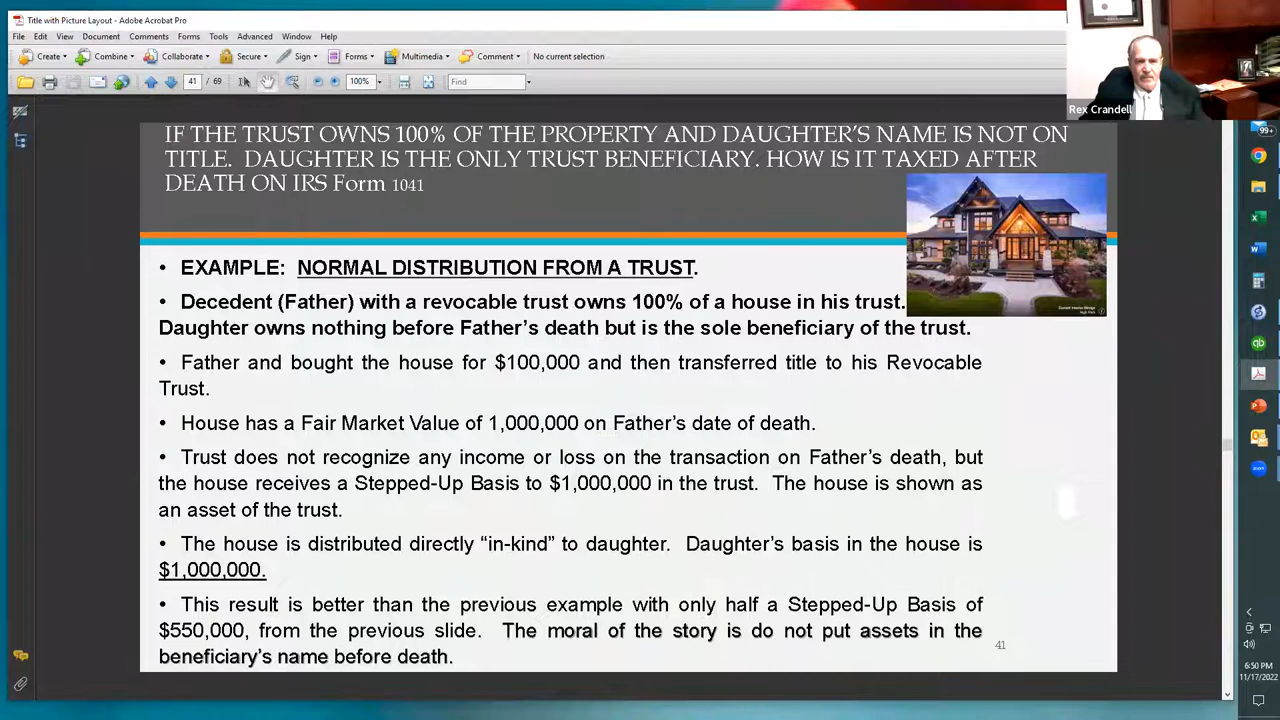 Title with Picture Layout - Adobe Acrobat Pro
File Edit View Document Comments Forms Tools Advanced Window Help
Create Combine Collaborate Secure Sign Forms Multimedia Comment No current selection
41 / 69 100% Find
Rex Crandell
99+
IF THE TRUST OWNS 100% OF THE PROPERTY AND DAUGHTER'S NAME IS NOT ON
TITLE. DAUGHTER IS THE ONLY TRUST BENEFICIARY. HOW IS IT TAXED AFTER
DEATH ON IRS Form 1041
• EXAMPLE: NORMAL DISTRIBUTION FROM A TRUST.
• Decedent (Father) with a revocable trust owns 100% of a house in his trust.
Daughter owns nothing before Father's death but is the sole beneficiary of the trust.
• Father and bought the house for $100,000 and then transferred title to his Revocable
Trust.
• House has a Fair Market Value of 1,000,000 on Father's date of death.
• Trust does not recognize any income or loss on the transaction on Father's death, but
the house receives a Stepped-Up Basis to $1,000,000 in the trust. The house is shown as
an asset of the trust.
• The house is distributed directly “in-kind” to daughter. Daughter's basis in the house is
$1,000,000.
• This result is better than the previous example with only half a Stepped-Up Basis of
$550,000, from the previous slide. The moral of the story is do not put assets in the
beneficiary's name before death.
41
6:50 PM
11/17/2022